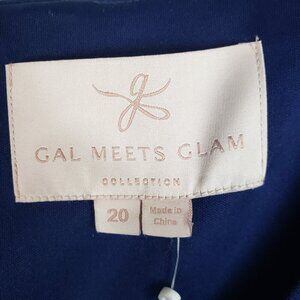 g
GAL MEETS GLAM
COLLECTION
20
Made in
China